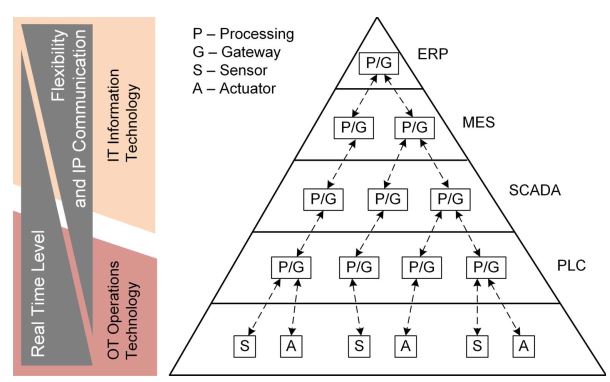 Flexibility
and IP Communication
Real Time Level
IT Information
Technology
OT Operations
Technology
P – Processing
G – Gateway
S – Sensor
A – Actuator
ERP
P/G
MES
P/G P/G
SCADA
P/G P/G P/G
PLC
P/G P/G P/G P/G
S A S A S A